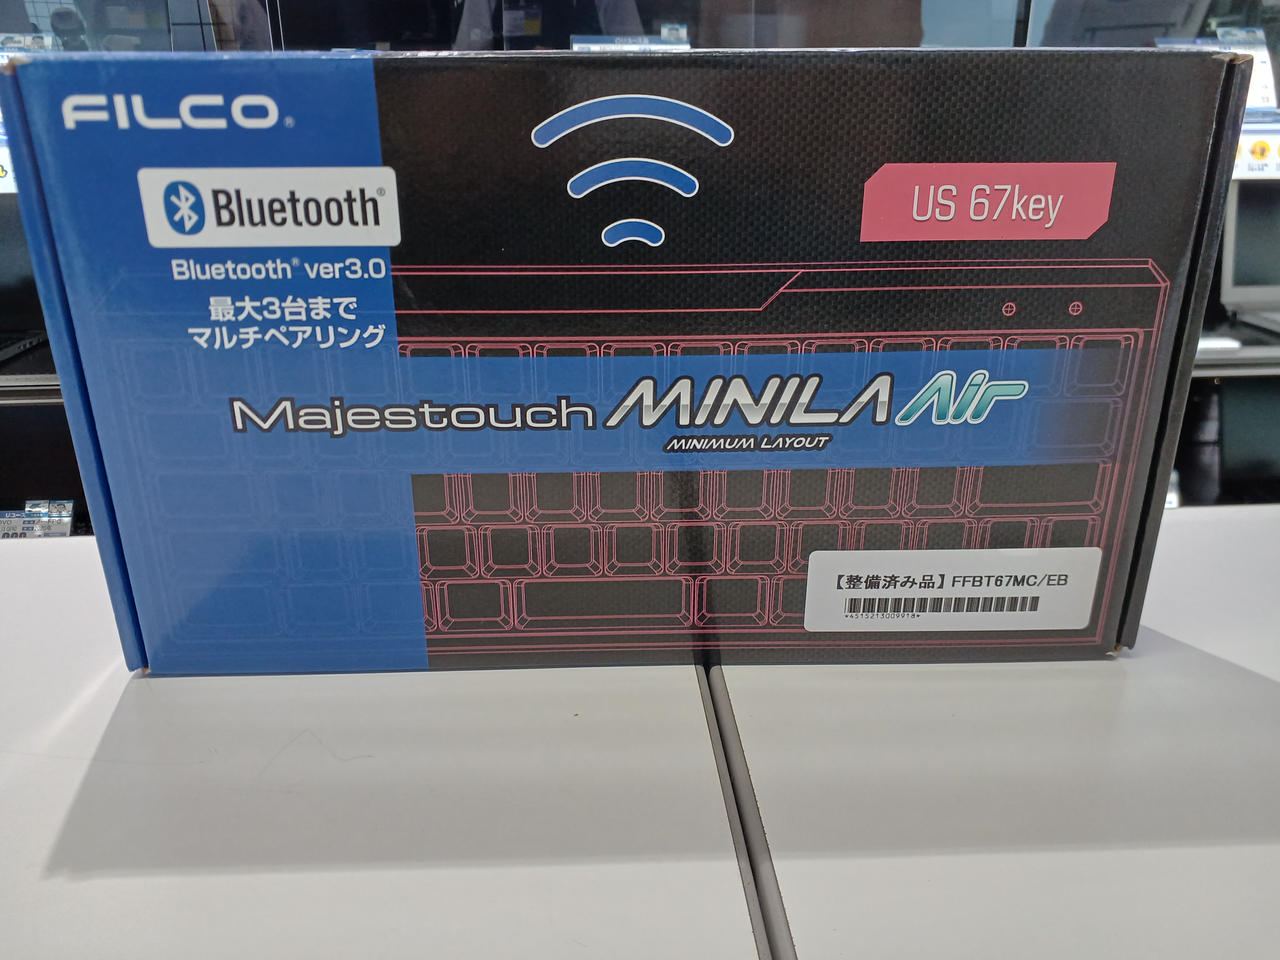 FILCO®
Bluetooth®
Bluetooth® ver3.0
最大3台まで
マルチペアリング
US 67key
Majestouch MINILA Air
MINIMUM LAYOUT
【整備済み品】FFBT67MC/EB
*4515213009918*